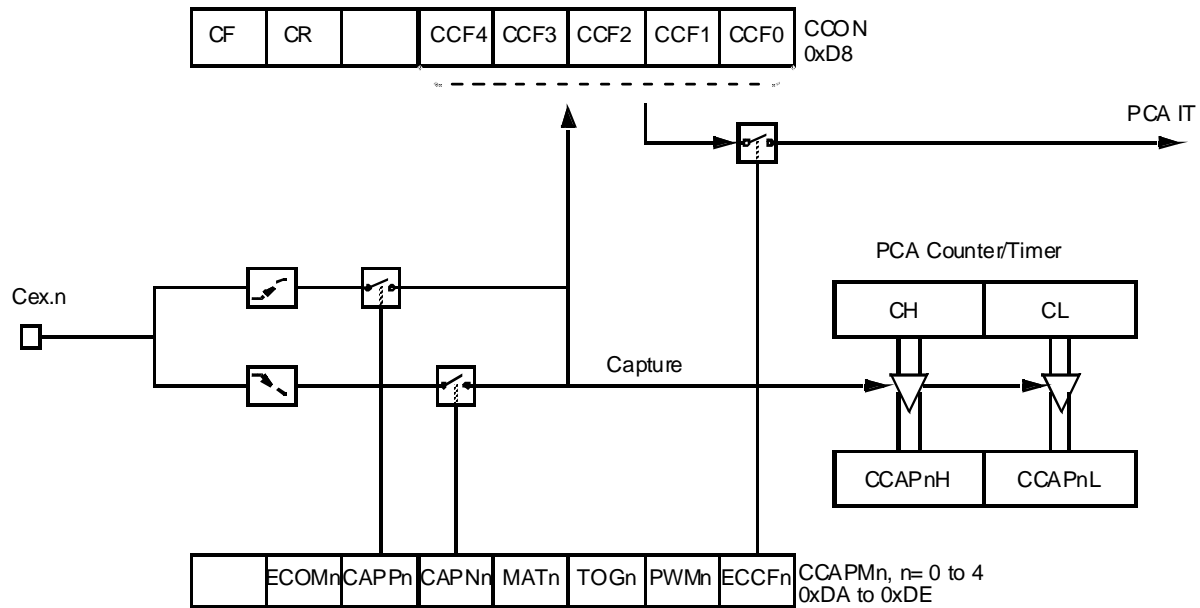 CF CR CCF4 CCF3 CCF2 CCF1 CCF0 CCON
0xD8
PCA IT
PCA Counter/Timer
Cex.n
CH CL
Capture
CCAPnH CCAPnL
ECOMn CAPPn CAPNn MATn TOGn PWMn ECCFn CCAPMn, n= 0 to 4
0xDA to 0xDE